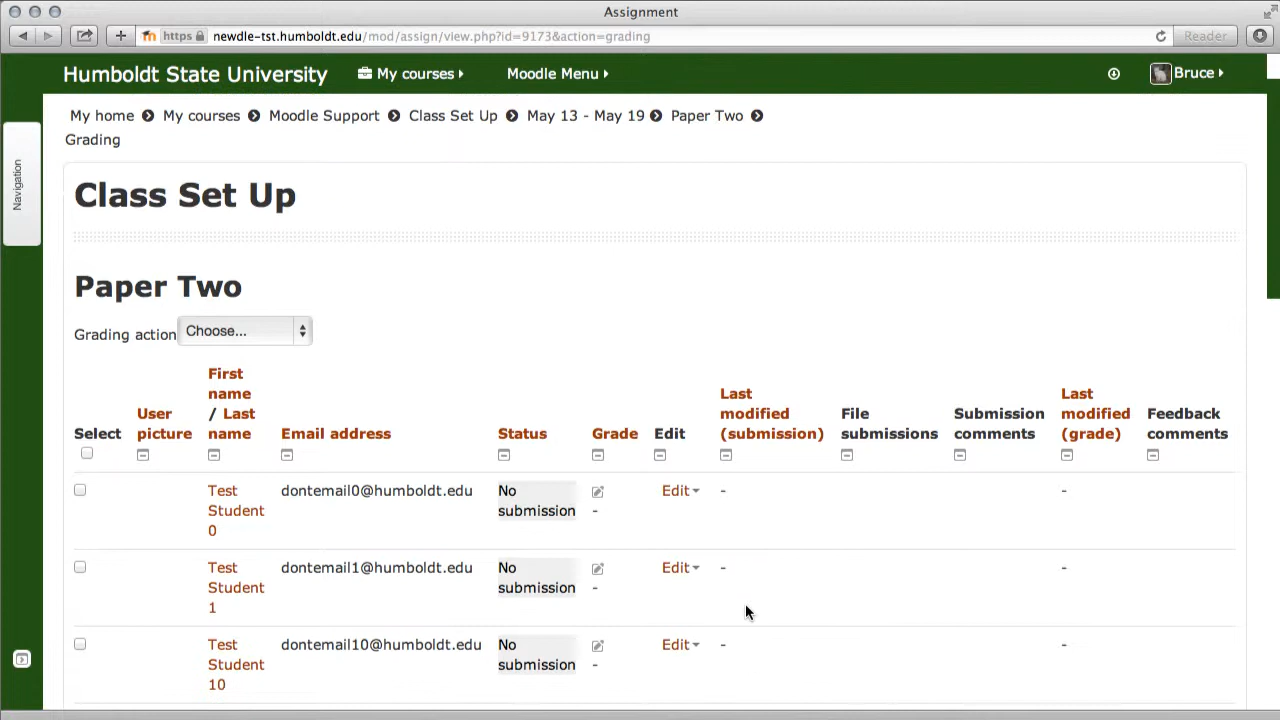 Assignment
https newdle-tst.humboldt.edu/mod/assign/view.php?id=9173&action=grading Reader
Humboldt State University My courses Moodle Menu Bruce
My home My courses Moodle Support Class Set Up May 13 - May 19 Paper Two
Grading
Navigation
Class Set Up
Paper Two
Grading action Choose...
Select
User picture
First name / Last name
Email address
Status
Grade
Edit
Last modified (submission)
File submissions
Submission comments
Last modified (grade)
Feedback comments
Test Student 0 dontemail0@humboldt.edu No submission - Edit - -
Test Student 1 dontemail1@humboldt.edu No submission - Edit - -
Test Student 10 dontemail10@humboldt.edu No submission - Edit - -